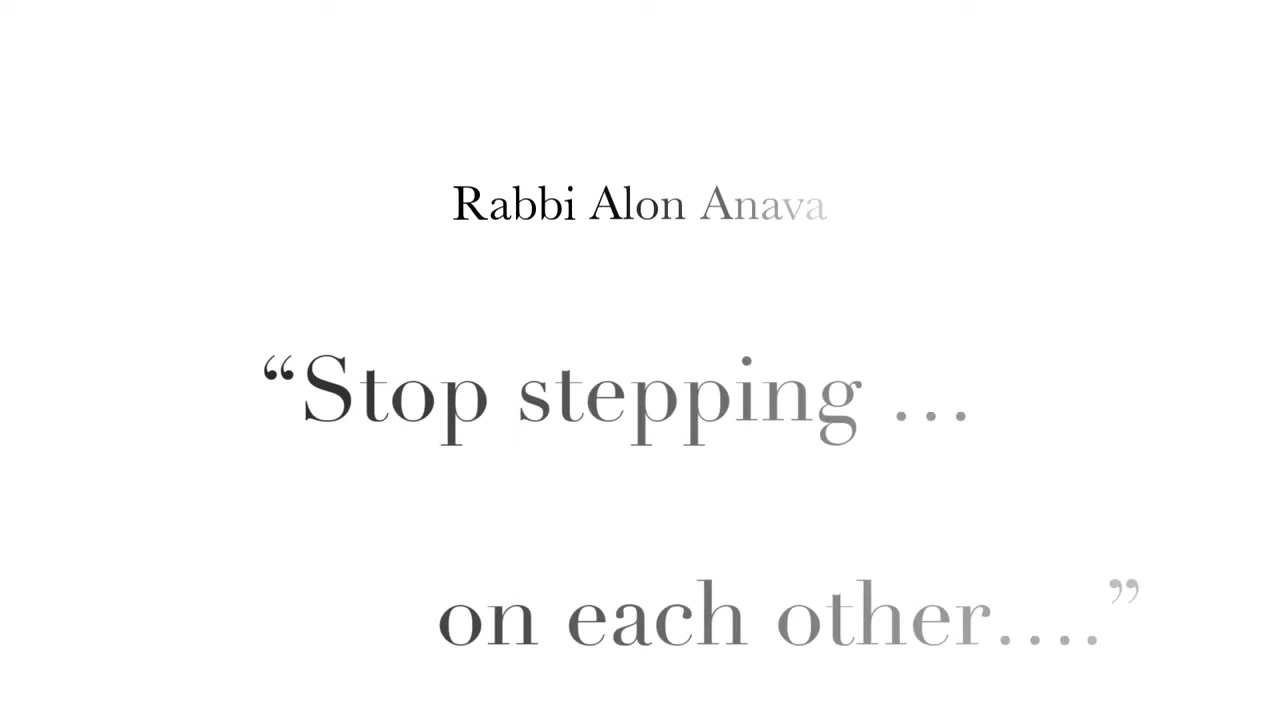 Rabbi Alon Anava
“Stop stepping ...
on each other....”